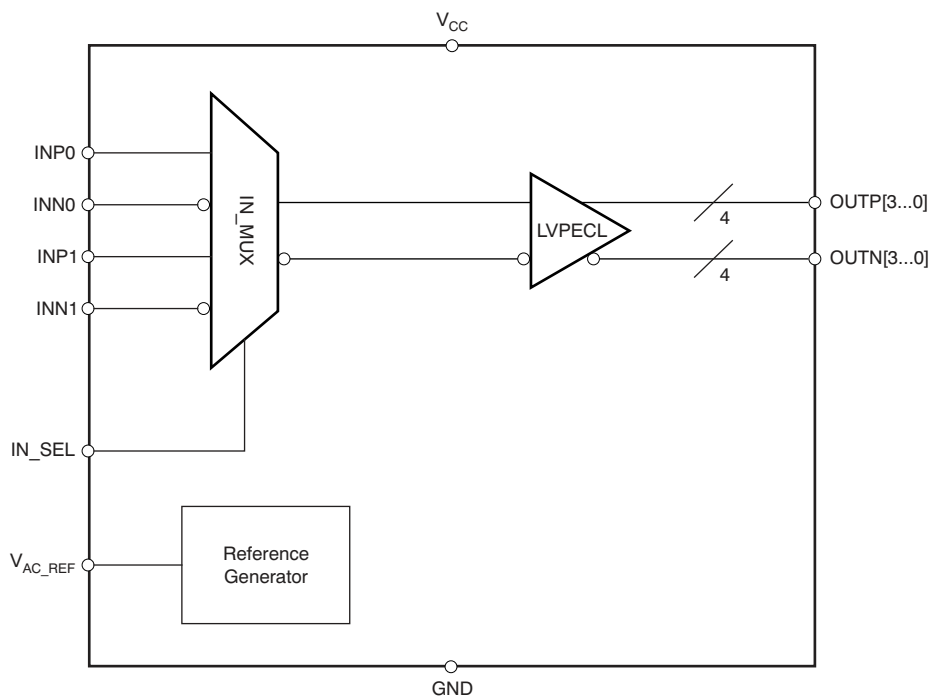 VCC
INP0
INN0
INP1
INN1
IN_MUX
LVPECL
4
OUTP[3...0]
4
OUTN[3...0]
IN_SEL
VAC_REF
Reference
Generator
GND